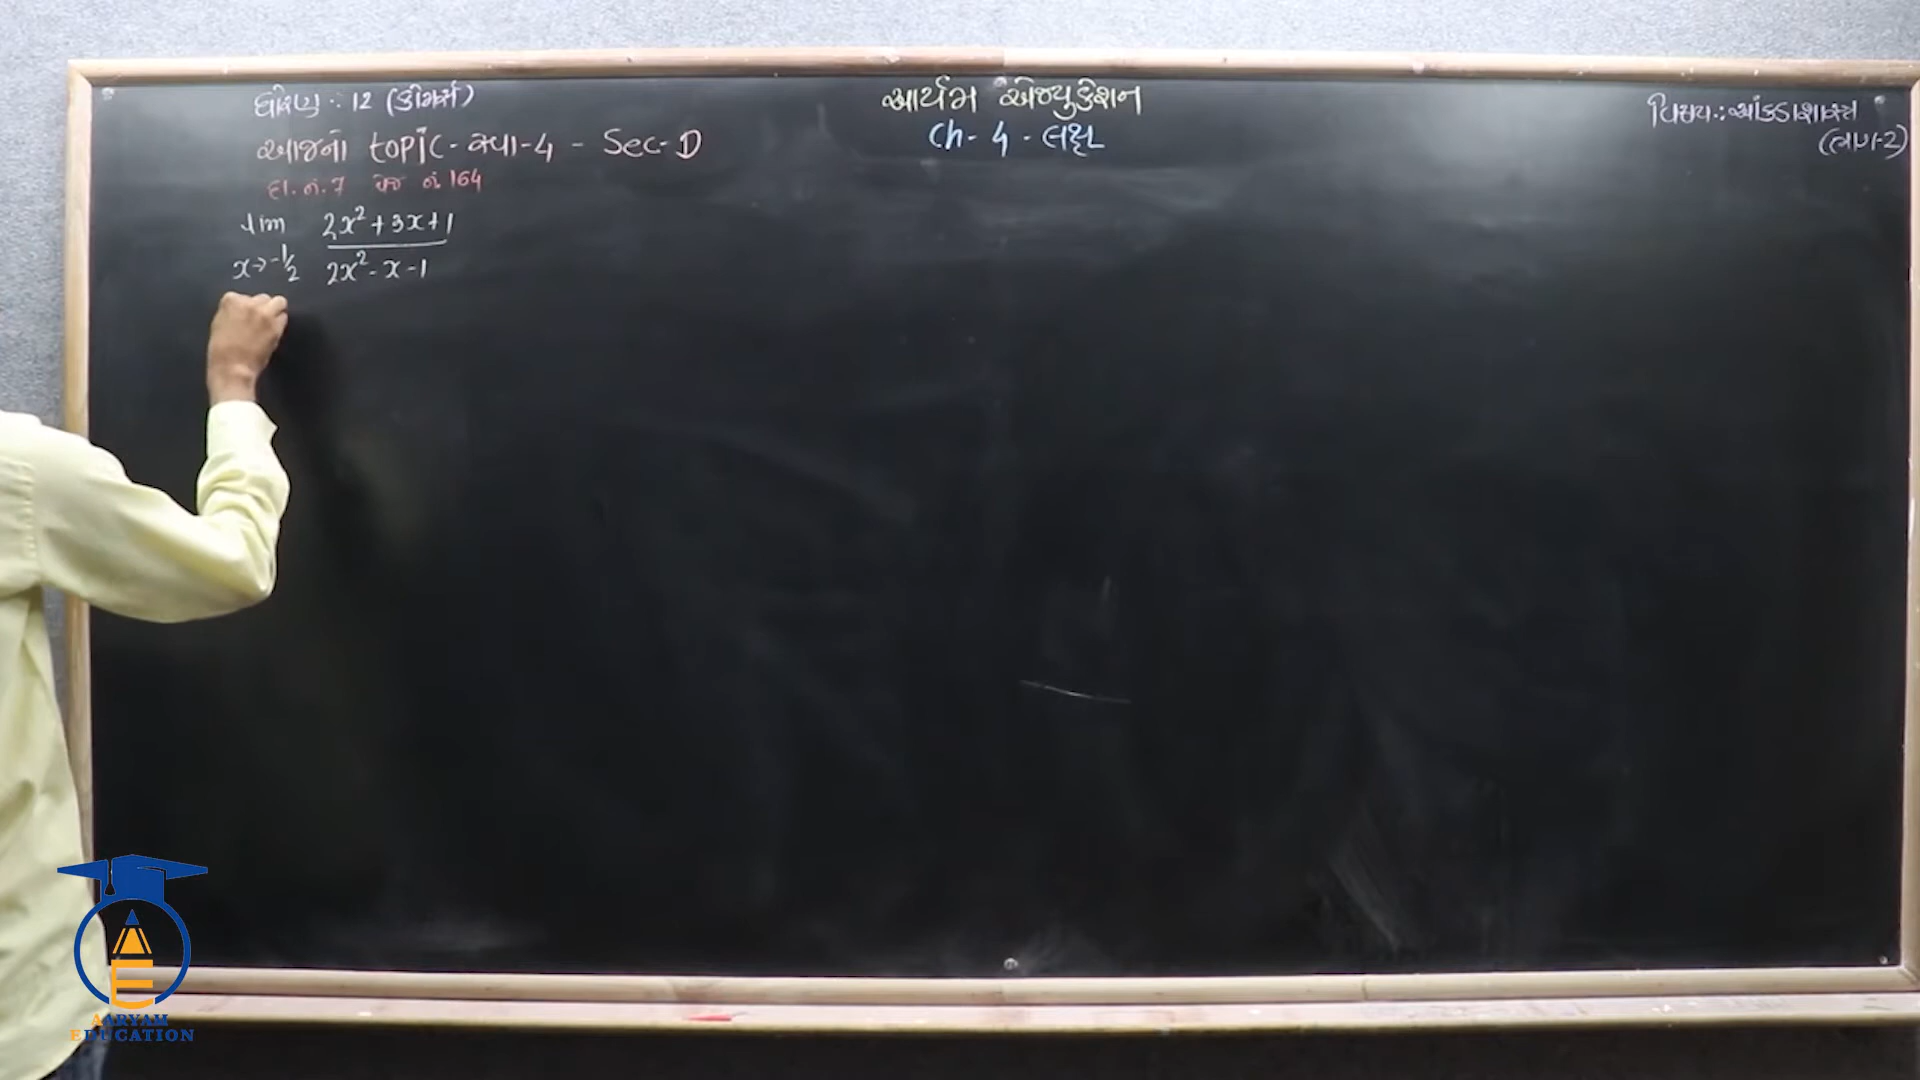 ધોરણ : 12 (કોમર્સ)
આર્યમ એજ્યુકેશન
વિષય : આંકડાશાસ્ત્ર
(ભાગ-2)
Ch - 4 - લક્ષ
આજનો topic - સ્વા - 4 - Sec - D
દા. નં. 7 પેજ નં. 164
lim 2x² + 3x + 1
x → -1/2 2x² - x - 1
AARYAM
EDUCATION